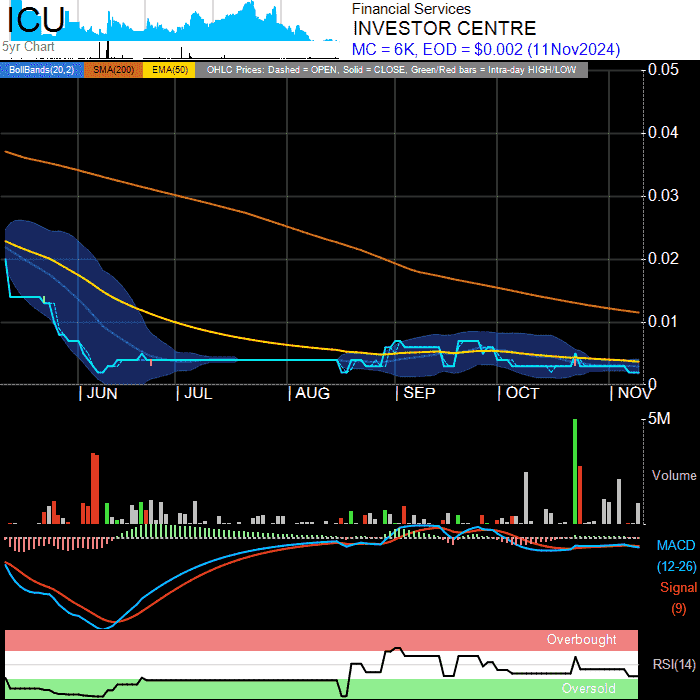 ICU
5yr Chart
Financial Services
INVESTOR CENTRE
MC = 6K, EOD = $0.002 (11Nov2024)
BollBands(20,2) SMA(200) EMA(50) OHLC Prices: Dashed = OPEN, Solid = CLOSE, Green/Red bars = Intra-day HIGH/LOW
0.05
0.04
0.03
0.02
0.01
0
JUN JUL AUG SEP OCT NOV
5M
Volume
MACD
(12-26)
Signal
(9)
Overbought
RSI(14)
Oversold